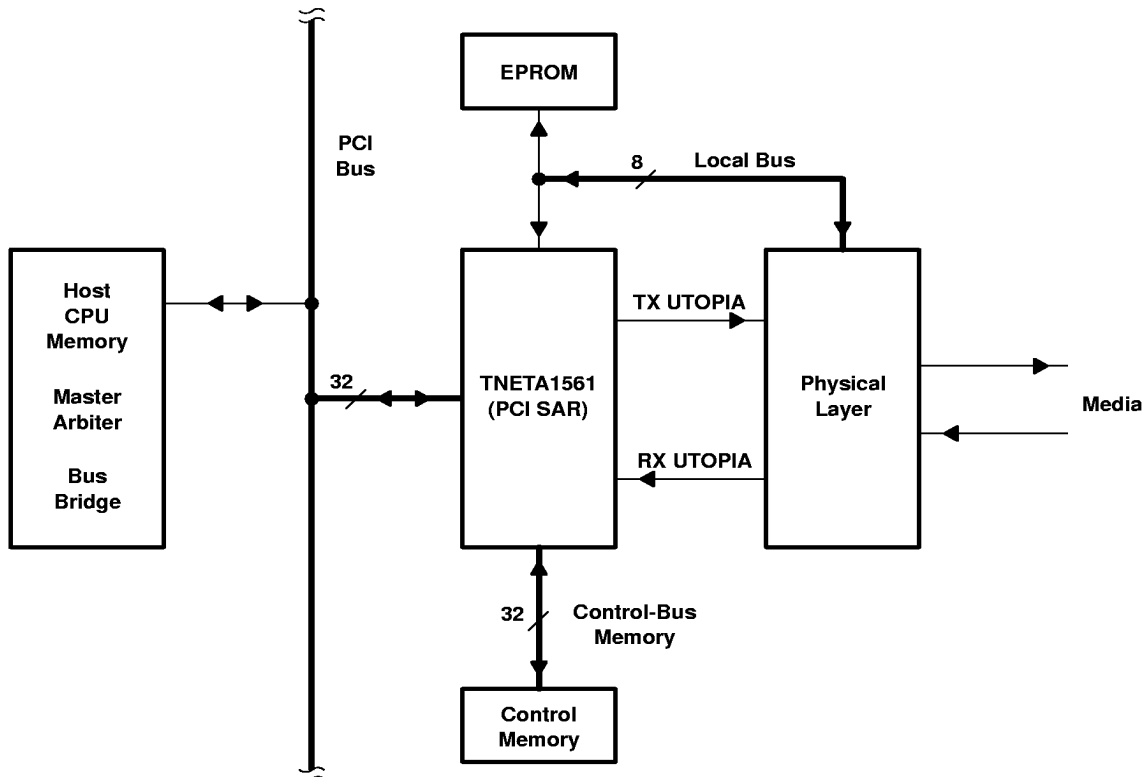 EPROM
PCI
Bus
8
Local Bus
Host
CPU
Memory
Master
Arbiter
Bus
Bridge
32
TNETA1561
(PCI SAR)
TX UTOPIA
RX UTOPIA
Physical
Layer
Media
32
Control-Bus
Memory
Control
Memory